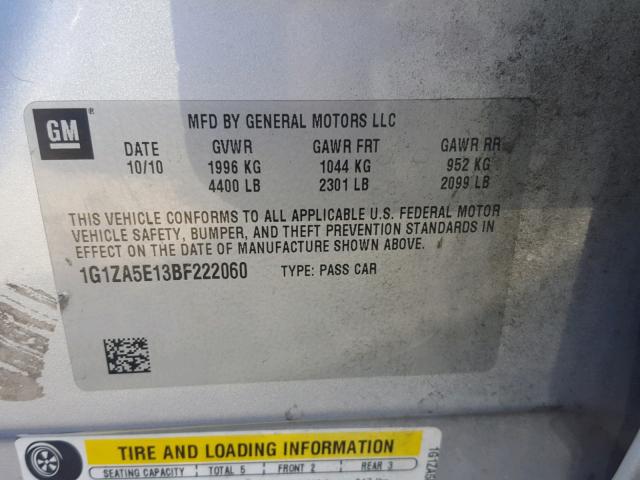 GM ®
MFD BY GENERAL MOTORS LLC
DATE GVWR GAWR FRT GAWR RR
10/10 1996 KG 1044 KG 952 KG
4400 LB 2301 LB 2099 LB
THIS VEHICLE CONFORMS TO ALL APPLICABLE U.S. FEDERAL MOTOR
VEHICLE SAFETY, BUMPER, AND THEFT PREVENTION STANDARDS IN
EFFECT ON THE DATE OF MANUFACTURE SHOWN ABOVE.
1G1ZA5E13BF222060 TYPE: PASS CAR
TIRE AND LOADING INFORMATION
SEATING CAPACITY TOTAL 5 FRONT 2 REAR 3
1G1ZA5